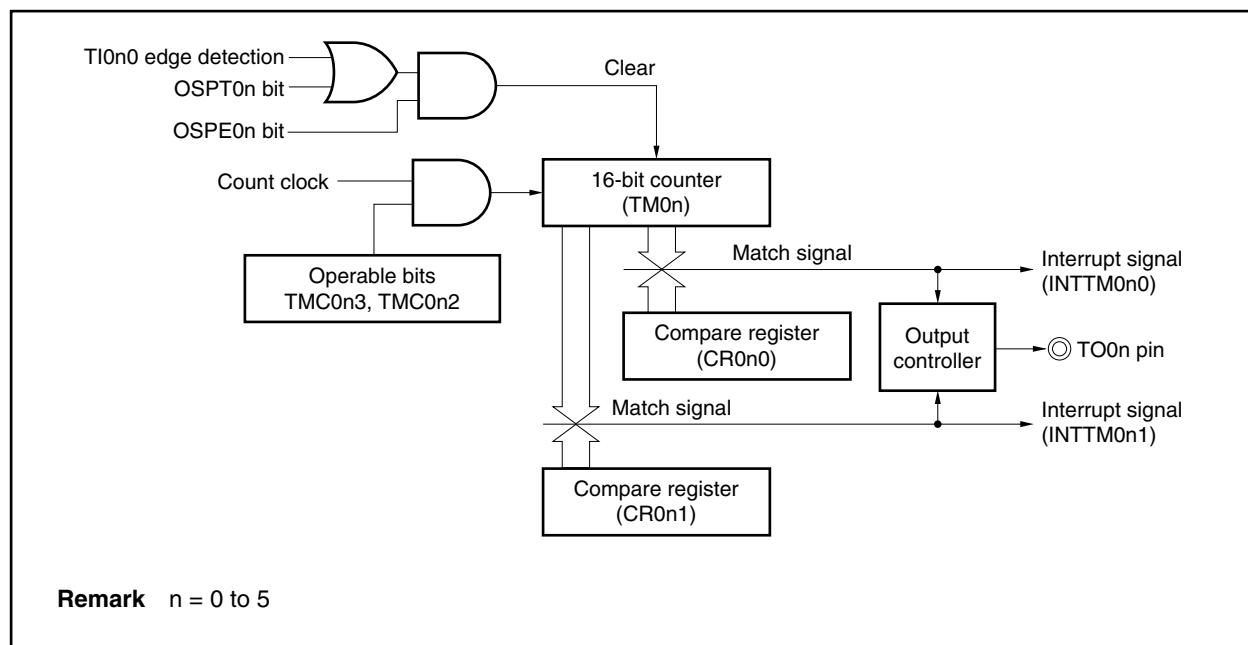 TI0n0 edge detection
OSPT0n bit
OSPE0n bit
Clear
Count clock
16-bit counter
(TM0n)
Operable bits
TMC0n3, TMC0n2
Match signal
Interrupt signal
(INTTM0n0)
Compare register
(CR0n0)
Output
controller
TO0n pin
Match signal
Interrupt signal
(INTTM0n1)
Compare register
(CR0n1)
Remark n = 0 to 5